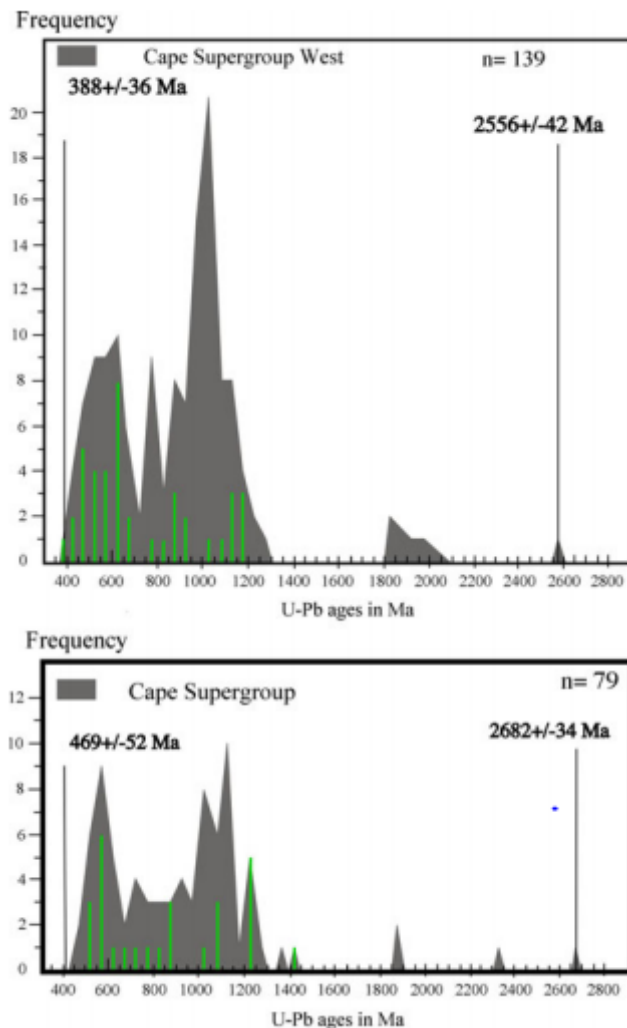 Frequency
Cape Supergroup West n= 139
388+/-36 Ma
2556+/-42 Ma
20
18
16
14
12
10
8
6
4
2
0
400 600 800 1000 1200 1400 1600 1800 2000 2200 2400 2600 2800
U-Pb ages in Ma
Frequency
Cape Supergroup n= 79
469+/-52 Ma 2682+/-34 Ma
12
10
8
6
4
2
0
400 600 800 1000 1200 1400 1600 1800 2000 2200 2400 2600 2800
U-Pb ages in Ma